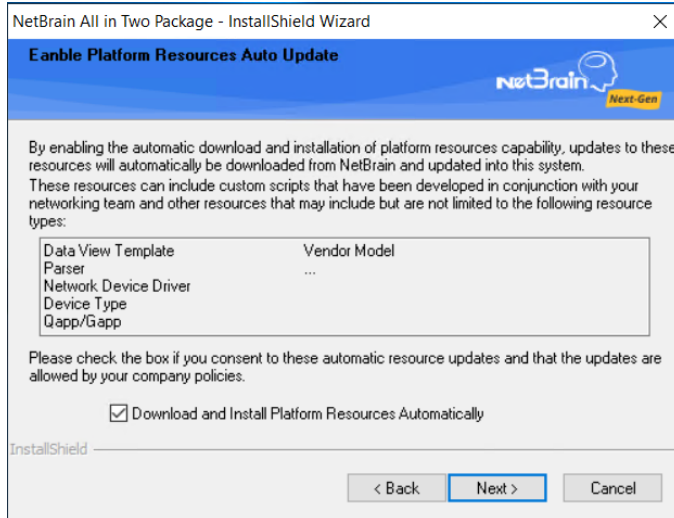 NetBrain All in Two Package - InstallShield Wizard
Eanble Platform Resources Auto Update
NetBrain
Next-Gen
By enabling the automatic download and installation of platform resources capability, updates to these
resources will automatically be downloaded from NetBrain and updated into this system.
These resources can include custom scripts that have been developed in conjunction with your
networking team and other resources that may include but are not limited to the following resource
types:
Data View Template Vendor Model
Parser ...
Network Device Driver
Device Type
Qapp/Gapp
Please check the box if you consent to these automatic resource updates and that the updates are
allowed by your company policies.
Download and Install Platform Resources Automatically
InstallShield
< Back Next > Cancel